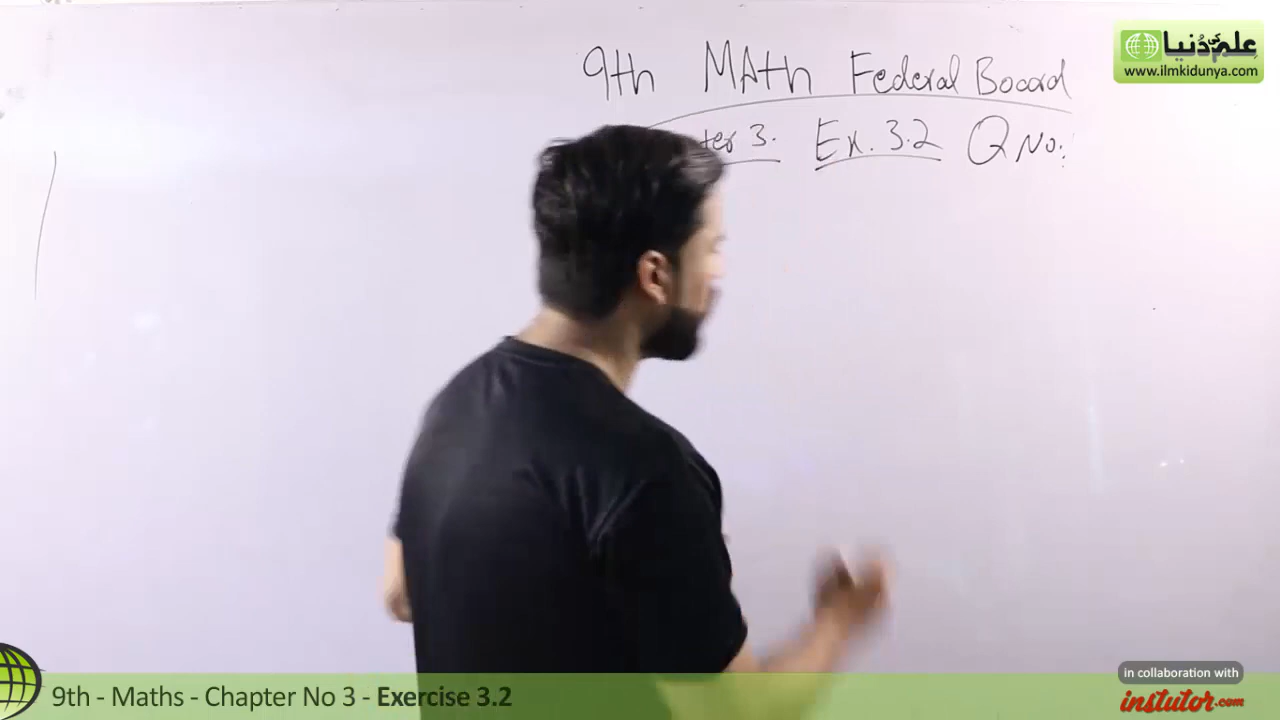 9th MAth Federal Board
ter 3. Ex. 3.2 Q No:
علم کی دنیا
www.ilmkidunya.com
in collaboration with
instutor.com
9th - Maths - Chapter No 3 - Exercise 3.2